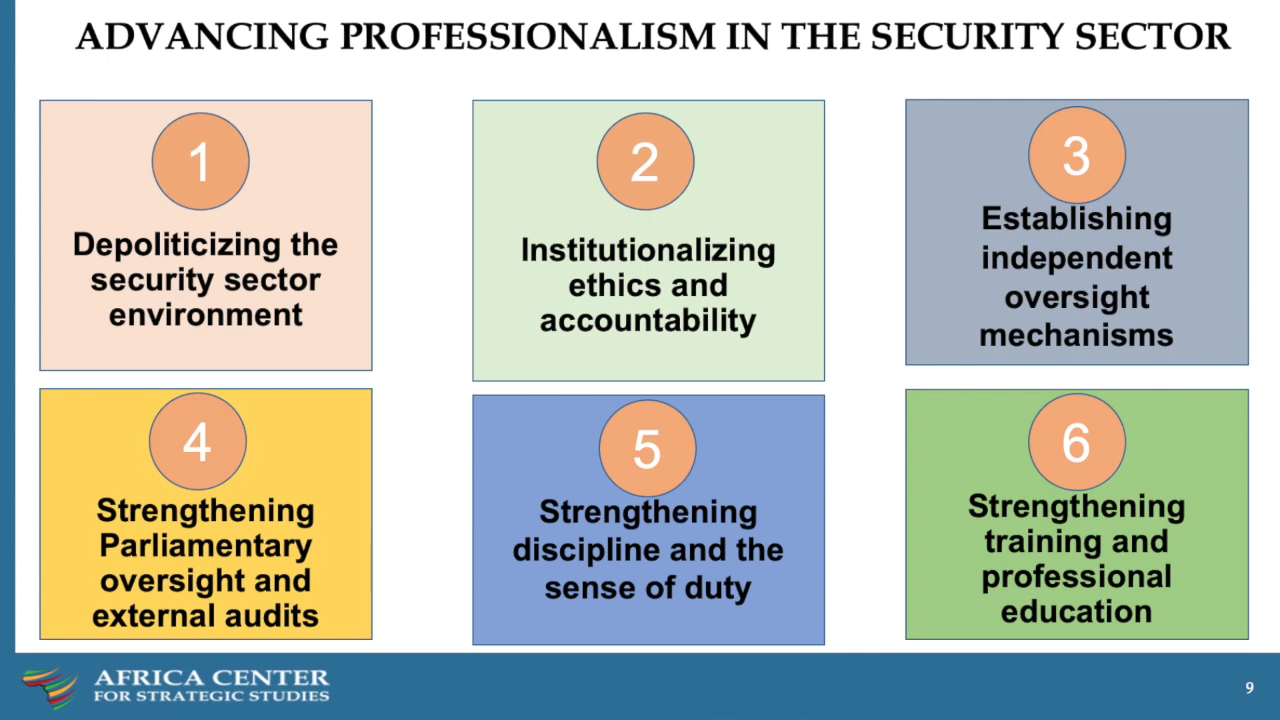 ADVANCING PROFESSIONALISM IN THE SECURITY SECTOR
1
Depoliticizing the
security sector
environment
2
Institutionalizing
ethics and
accountability
3
Establishing
independent
oversight
mechanisms
4
Strengthening
Parliamentary
oversight and
external audits
5
Strengthening
discipline and the
sense of duty
6
Strengthening
training and
professional
education
AFRICA CENTER
FOR STRATEGIC STUDIES
9